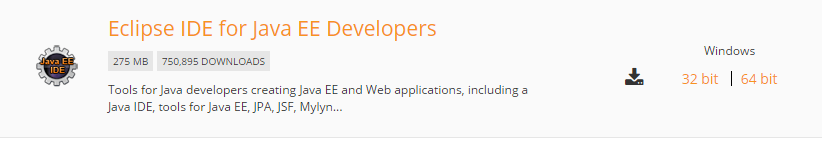 Eclipse IDE for Java EE Developers
275 MB 750,895 DOWNLOADS
Java EE
IDE
Tools for Java developers creating Java EE and Web applications, including a
Java IDE, tools for Java EE, JPA, JSF, Mylyn...
Windows
32 bit | 64 bit